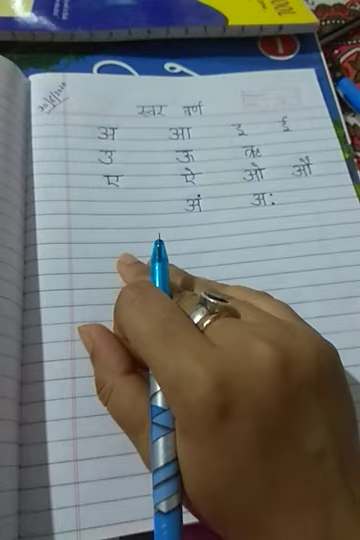 स्वर वर्ण
अ आ इ ई
उ ऊ ऋ
ए ऐ ओ औ
अं अ: